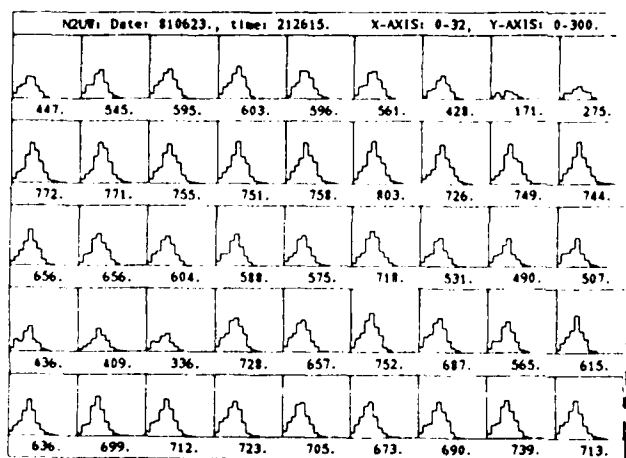 N2UW: Date: 810623., time: 212615. X-AXIS: 0-32, Y-AXIS: 0-300.
447. 545. 595. 603. 596. 561. 428. 171. 275.
772. 771. 755. 751. 758. 803. 726. 749. 744.
656. 656. 604. 588. 575. 718. 531. 490. 507.
436. 409. 336. 728. 657. 752. 687. 565. 615.
636. 699. 712. 723. 705. 673. 690. 739. 713.